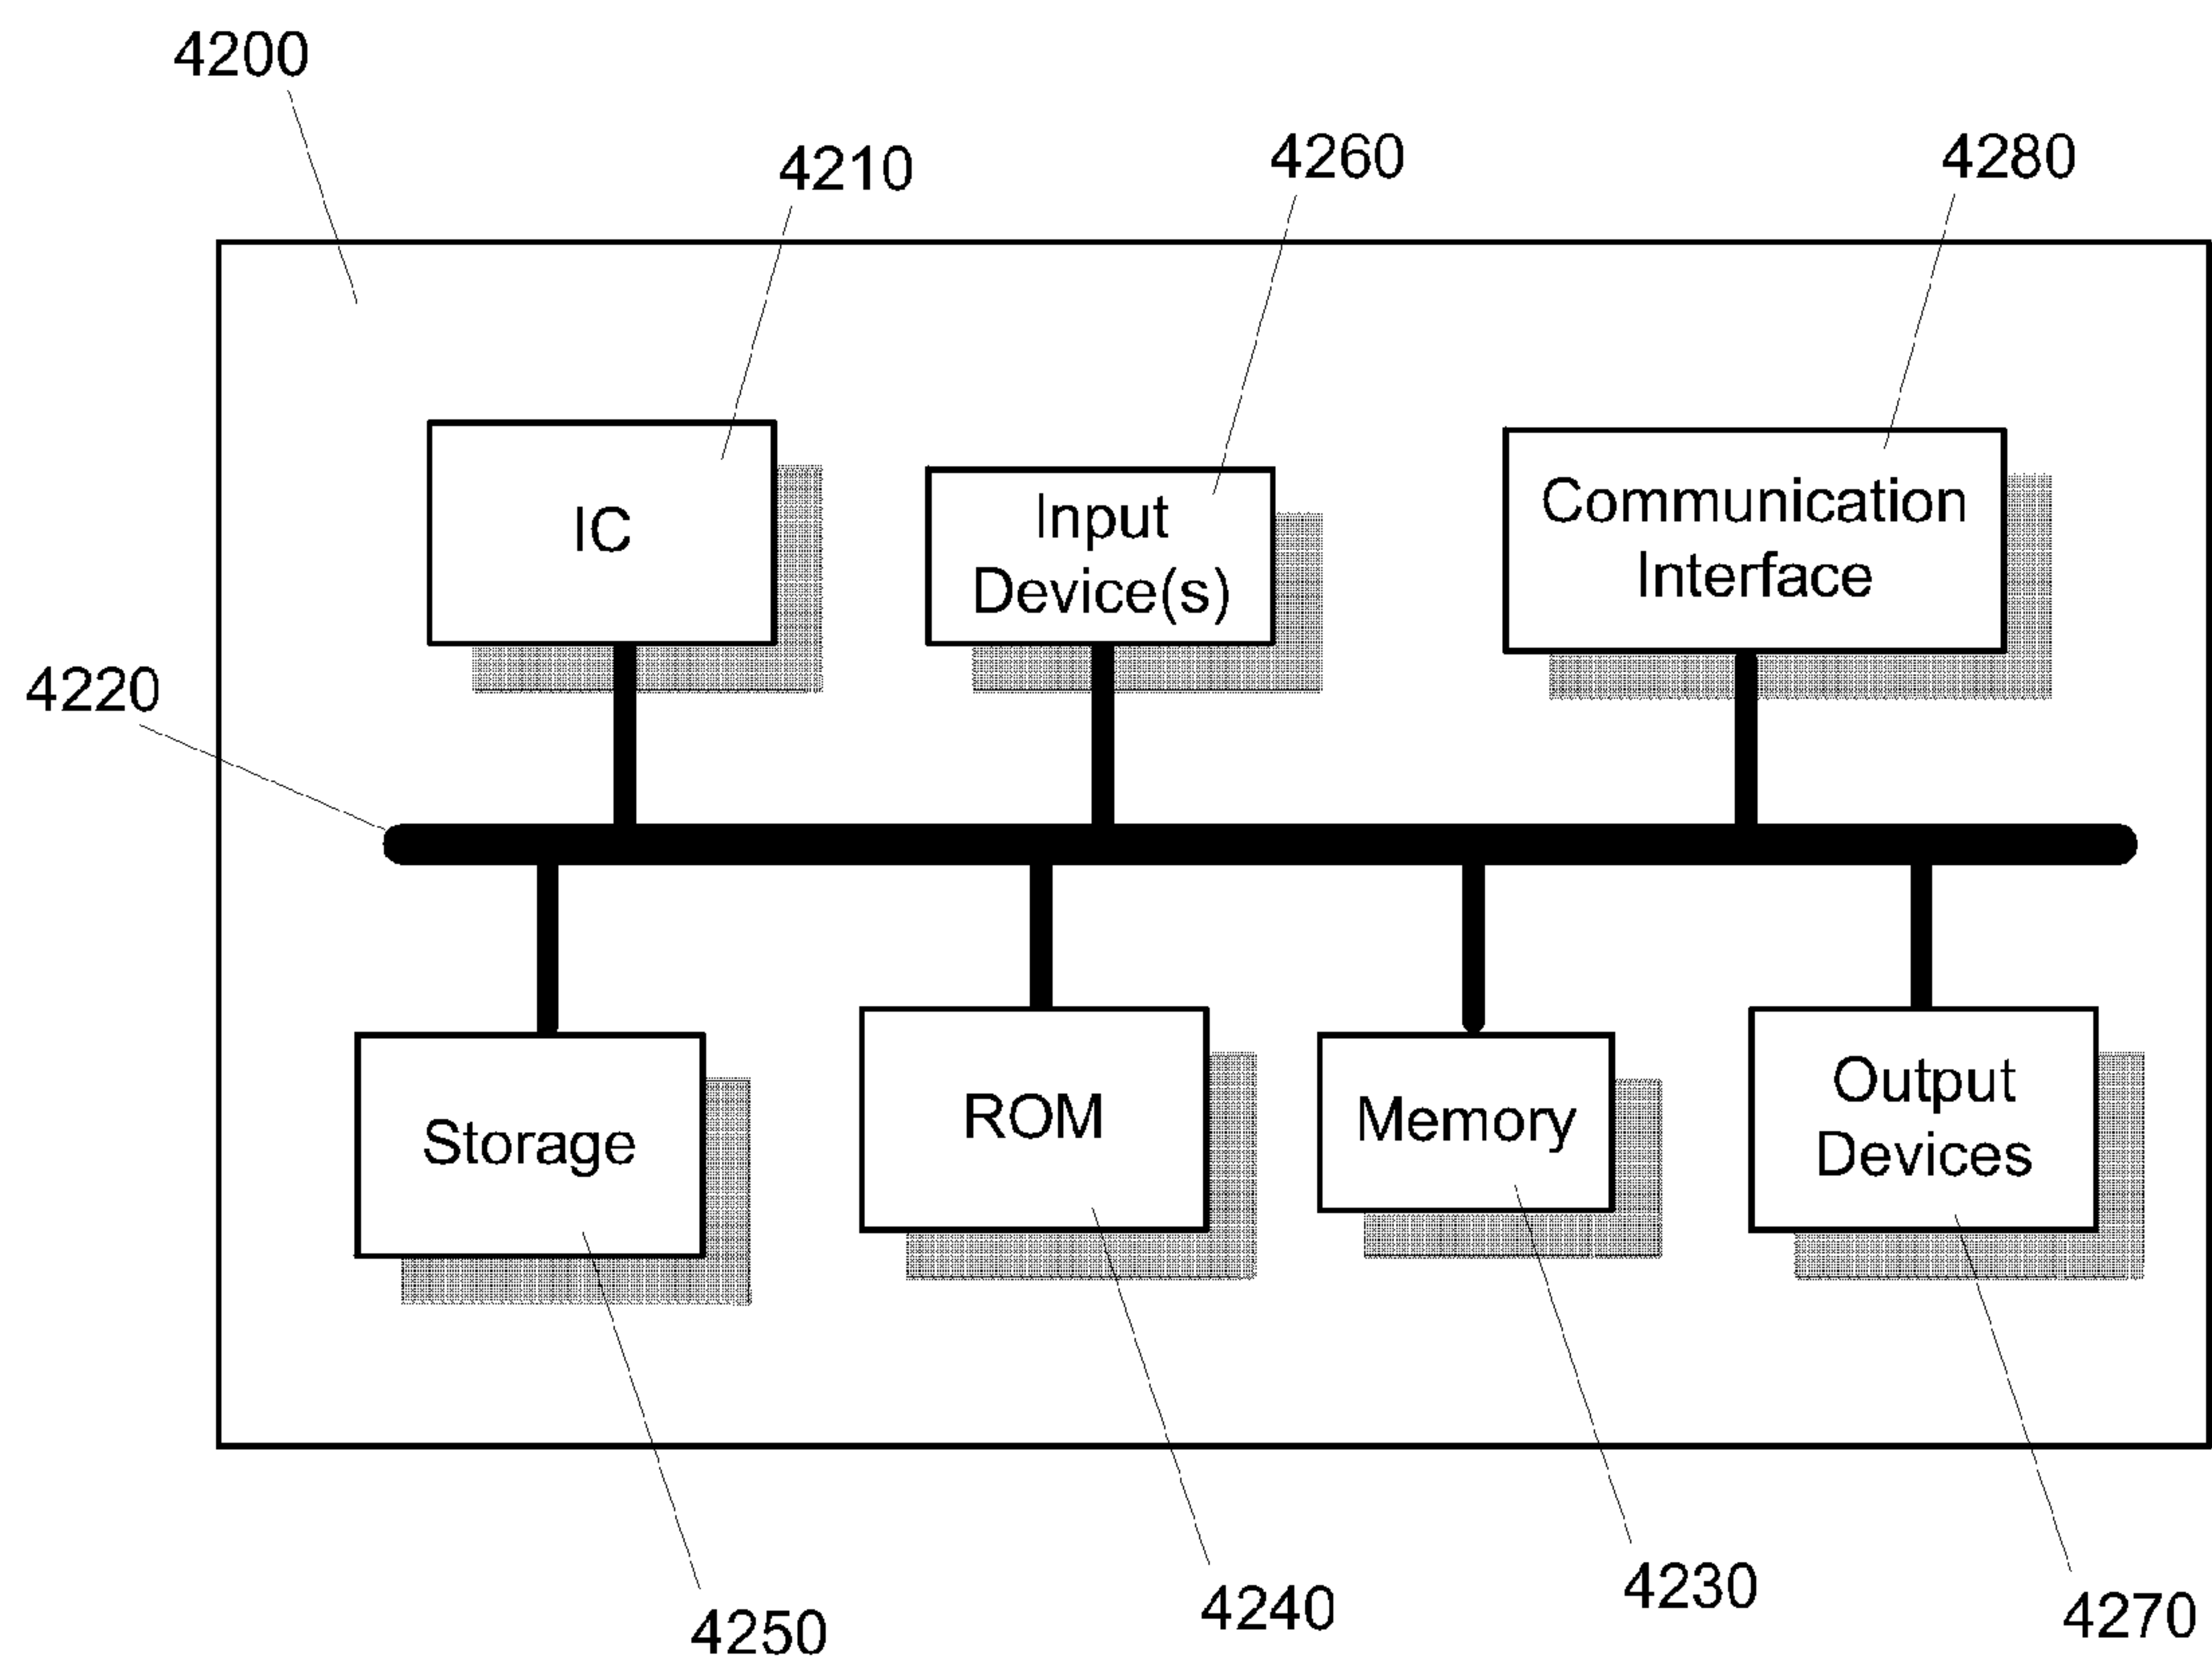 4200
4210
4260
4280
IC
Input
Device(s)
Communication
Interface
4220
Storage
ROM
Memory
Output
Devices
4250
4240
4230
4270